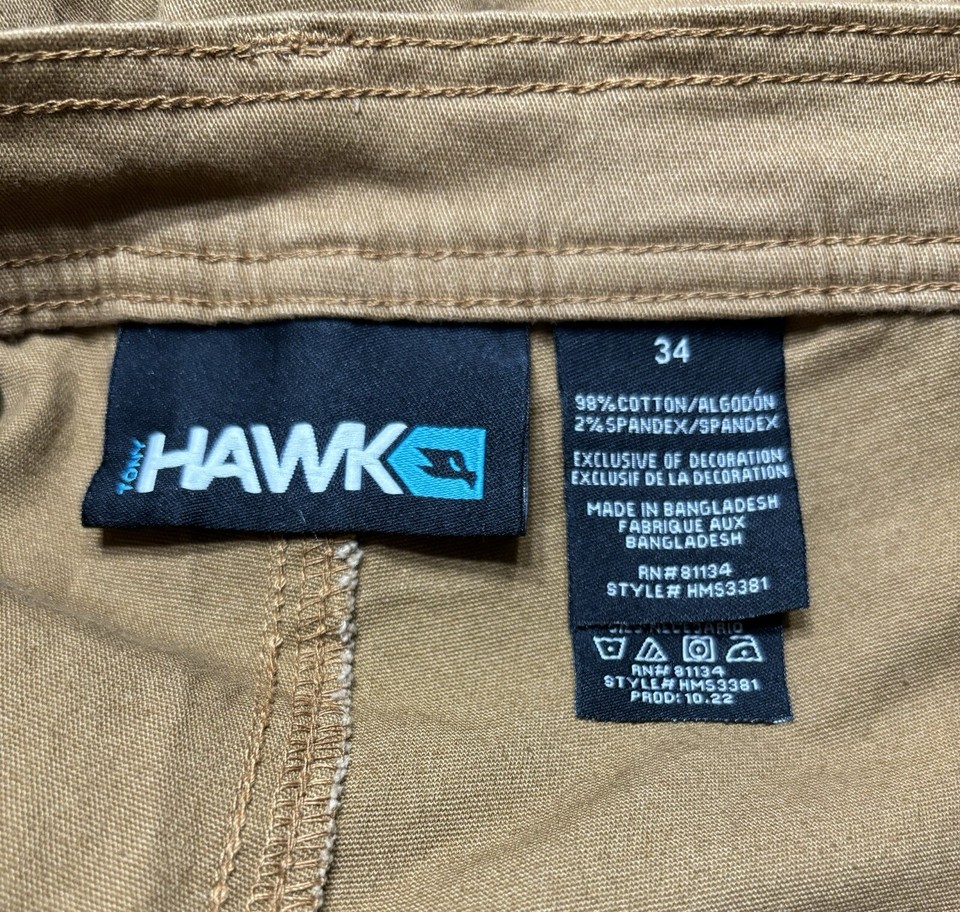 TONY HAWK
34
98% COTTON/ALGODÓN
2% SPANDEX/SPANDEX
EXCLUSIVE OF DECORATION
EXCLUSIF DE LA DECORATION
MADE IN BANGLADESH
FABRIQUE AUX
BANGLADESH
RN# 81134
STYLE# HMS3381
RN# 81134
STYLE# HMS3381
PROD: 10.22